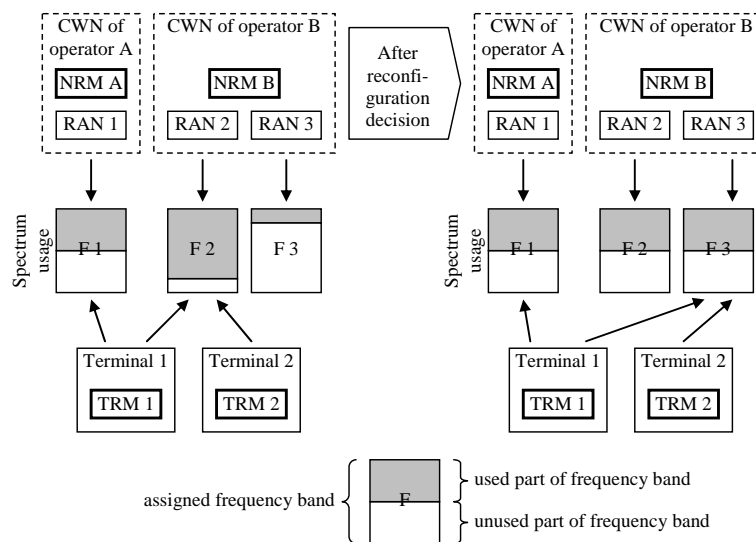 CWN of
operator A
CWN of operator B
NRM A
NRM B
RAN 1
RAN 2
RAN 3
After
reconfi-
guration
decision
CWN of
operator A
CWN of operator B
NRM A
NRM B
RAN 1
RAN 2
RAN 3
Spectrum
usage
F 1
F 2
F 3
Spectrum
usage
F 1
F 2
F 3
Terminal 1
TRM 1
Terminal 2
TRM 2
Terminal 1
TRM 1
Terminal 2
TRM 2
assigned frequency band
F
used part of frequency band
unused part of frequency band